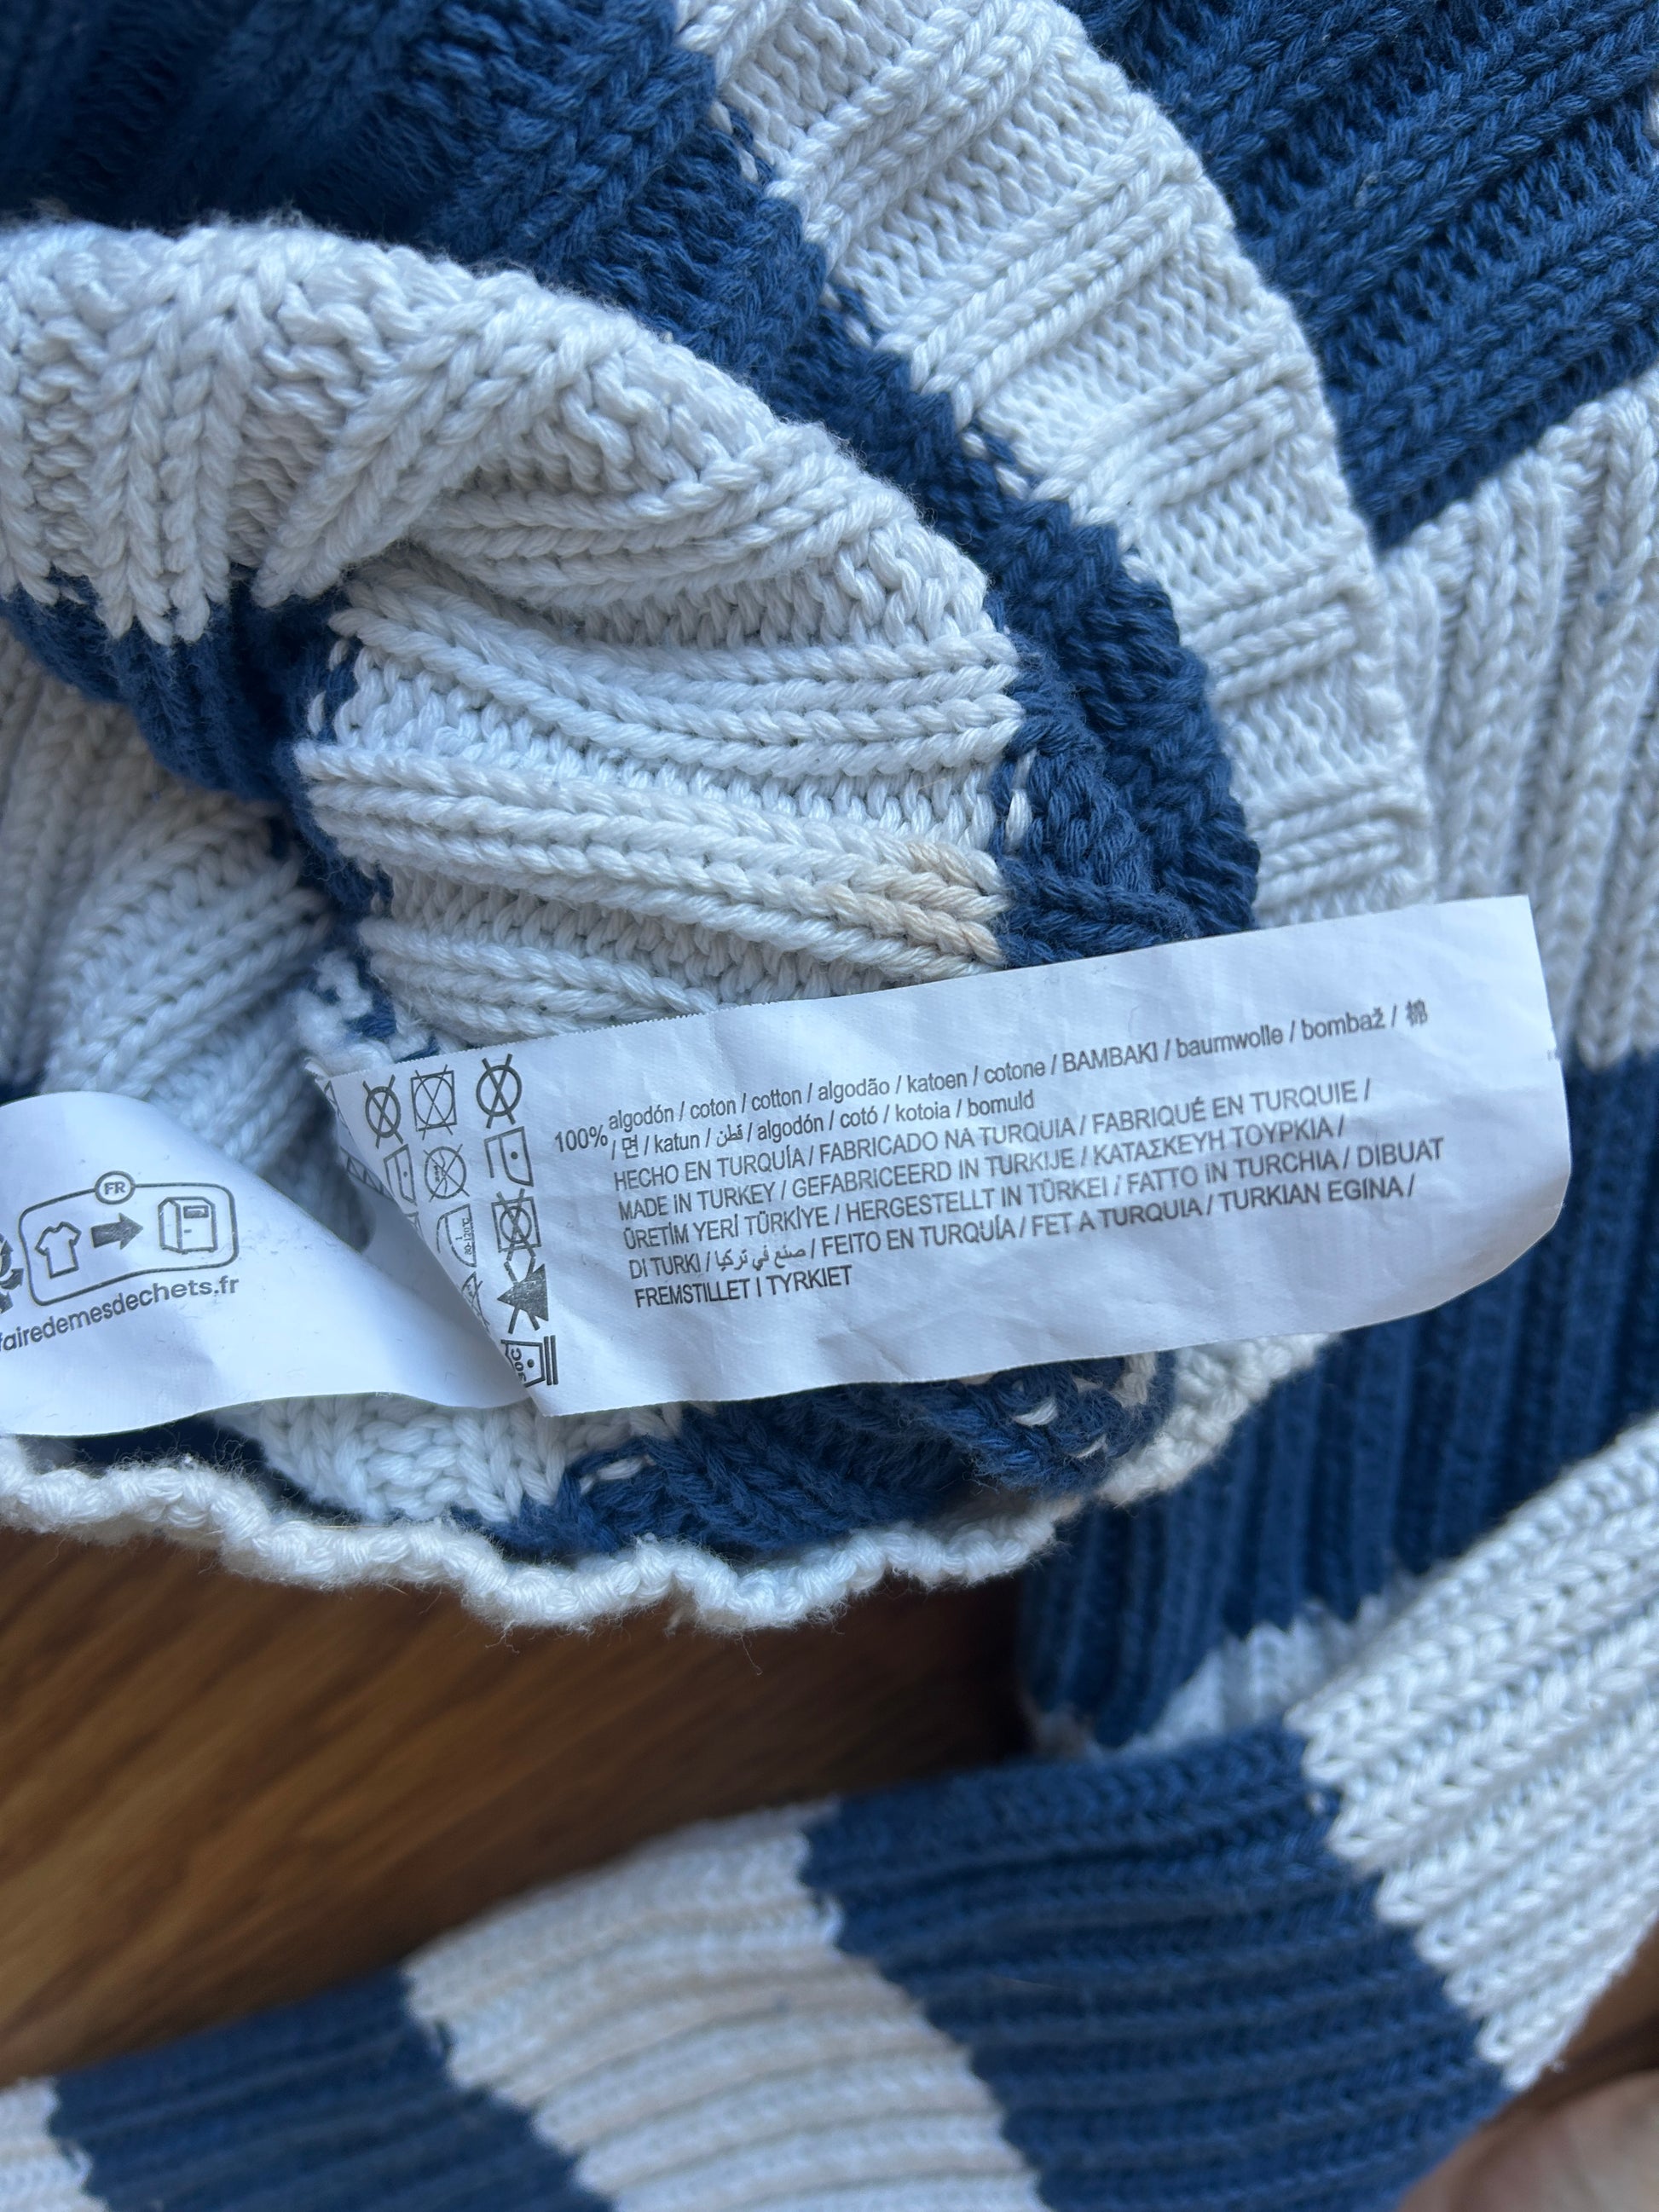 FR
fairedemesdechets.fr
algodón / coton / cotton / algodão / katoen / cotone / BAMBAKI / baumwolle / bombaž / 棉
100% / 면 / katun / قطن / algodón / cotó / kotoia / bomuld
HECHO EN TURQUÍA / FABRICADO NA TURQUIA / FABRIQUÉ EN TURQUIE /
MADE IN TURKEY / GEFABRICEERD IN TURKIJE / ΚΑΤΑΣΚΕΥΗ ΤΟΥΡΚΙΑ /
ÜRETİM YERİ TÜRKİYE / HERGESTELLT IN TÜRKEI / FATTO IN TURCHIA / DIBUAT
DI TURKI / صنع في تركيا / FEITO EN TURQUÍA / FET A TURQUIA / TURKIAN EGINA /
FREMSTILLET I TYRKIET
30C